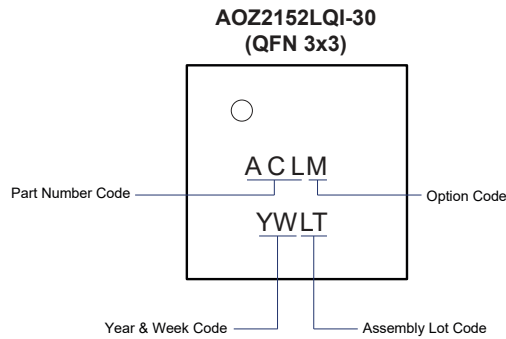 AOZ2152LQI-30
(QFN 3x3)
ACLM
Part Number Code
Option Code
YWLT
Year & Week Code
Assembly Lot Code